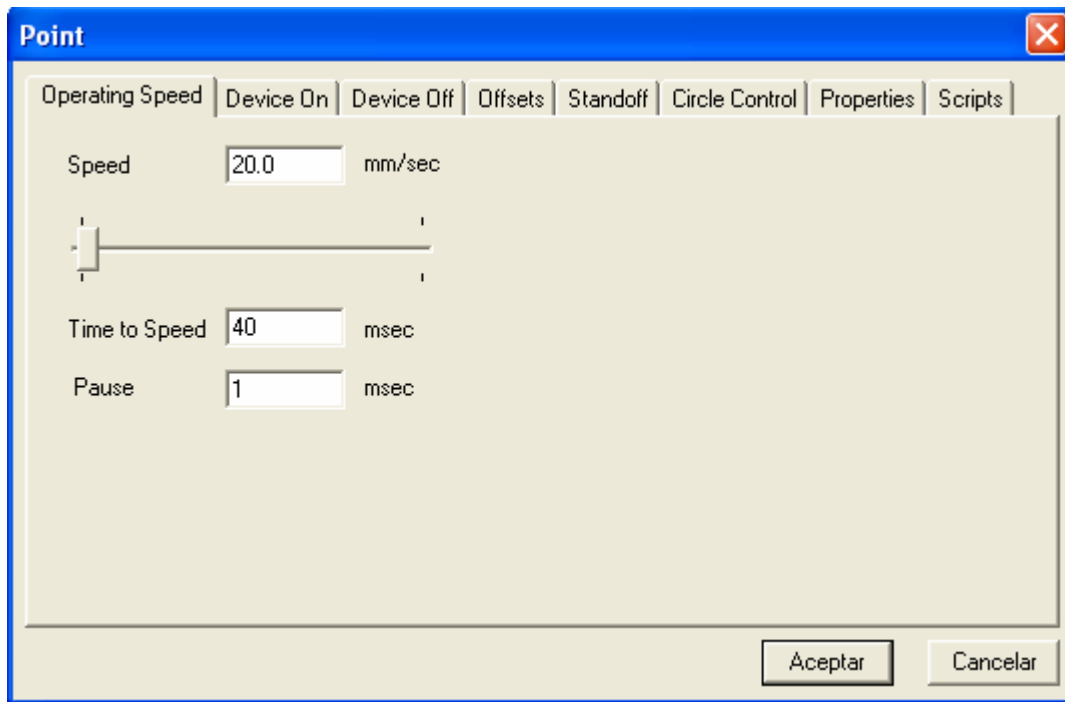 Point
Operating Speed Device On Device Off Offsets Standoff Circle Control Properties Scripts
Speed 20.0 mm/sec
Time to Speed 40 msec
Pause 1 msec
Aceptar Cancelar